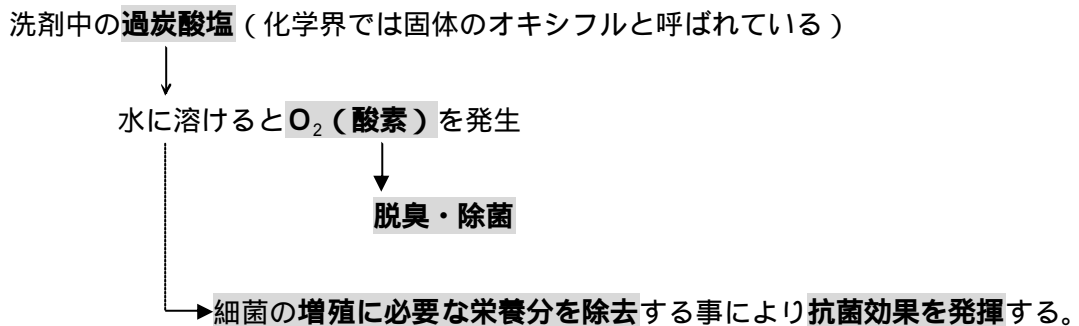 洗剤中の過炭酸塩(化学界では固体のオキシフルと呼ばれている)
水に溶けるとO₂(酸素)を発生
脱臭・除菌
細菌の増殖に必要な栄養分を除去する事により抗菌効果を発揮する。